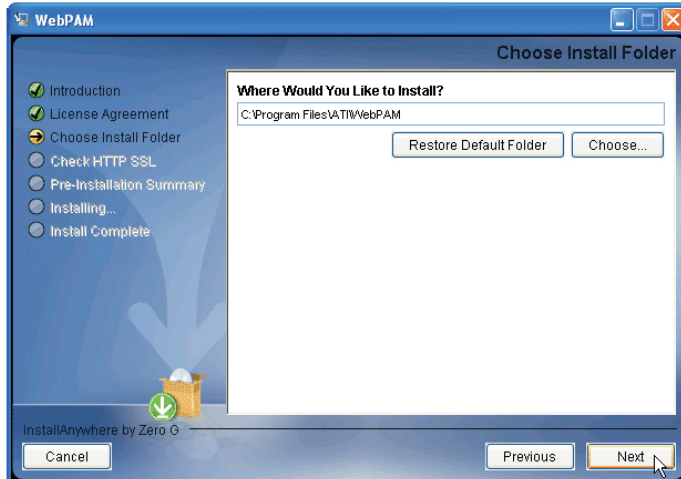 WebPAM
Choose Install Folder
Introduction
License Agreement
Choose Install Folder
Check HTTP SSL
Pre-Installation Summary
Installing...
Install Complete
Where Would You Like to Install?
C:\Program Files\ATI\WebPAM
Restore Default Folder
Choose...
InstallAnywhere by Zero G
Cancel
Previous
Next